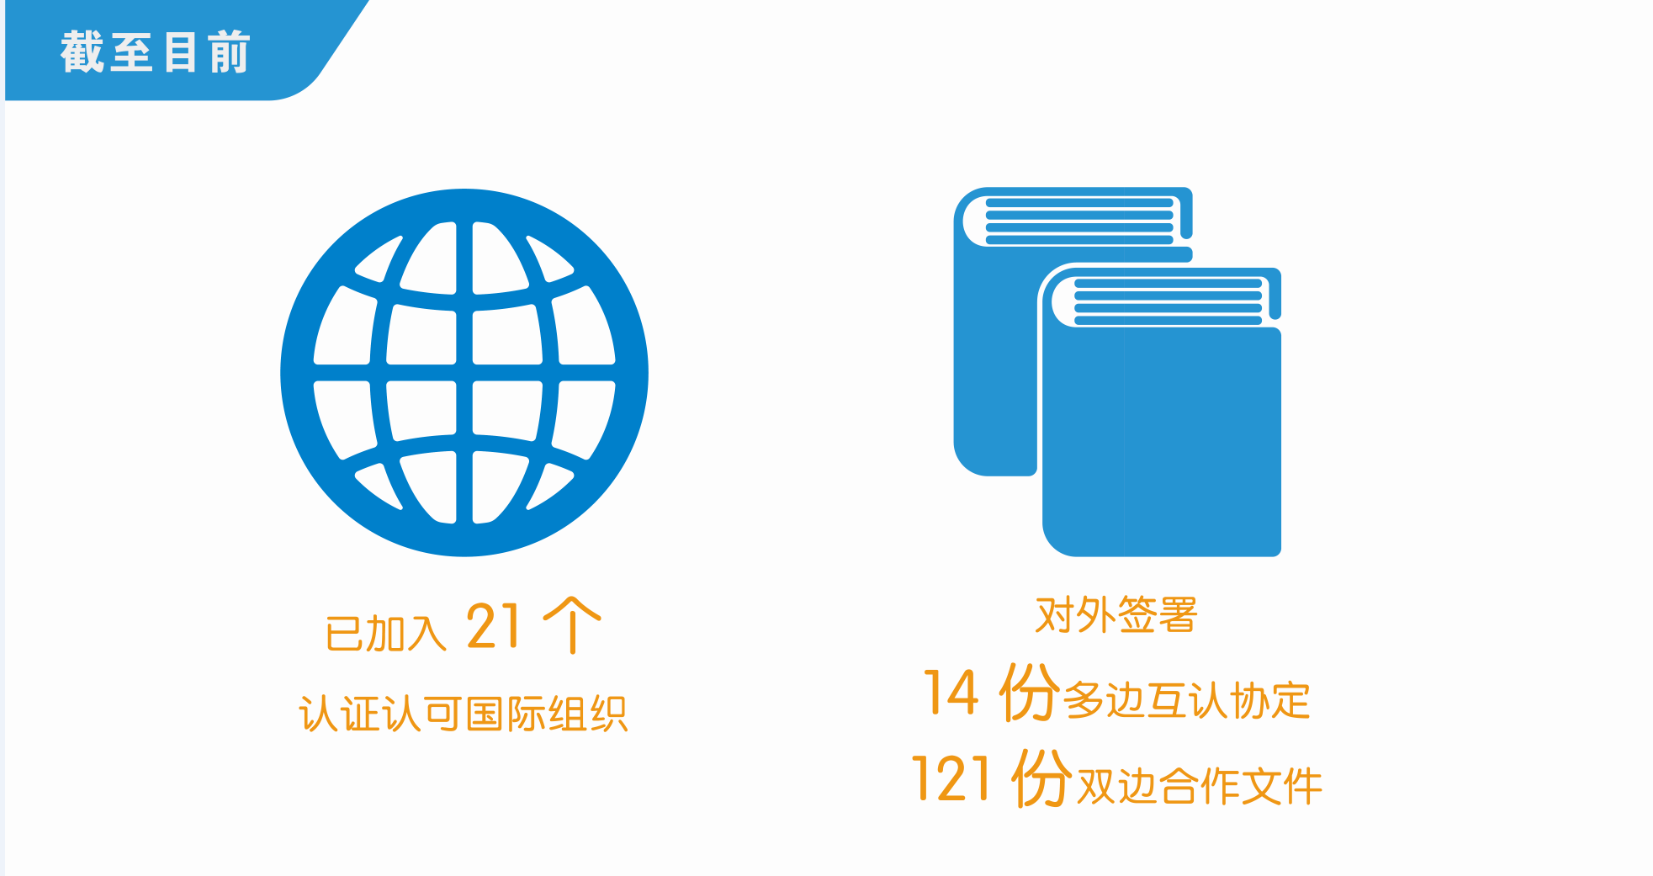 截至目前
已加入 21 个
认证认可国际组织
对外签署
14 份多边互认协定
121 份双边合作文件